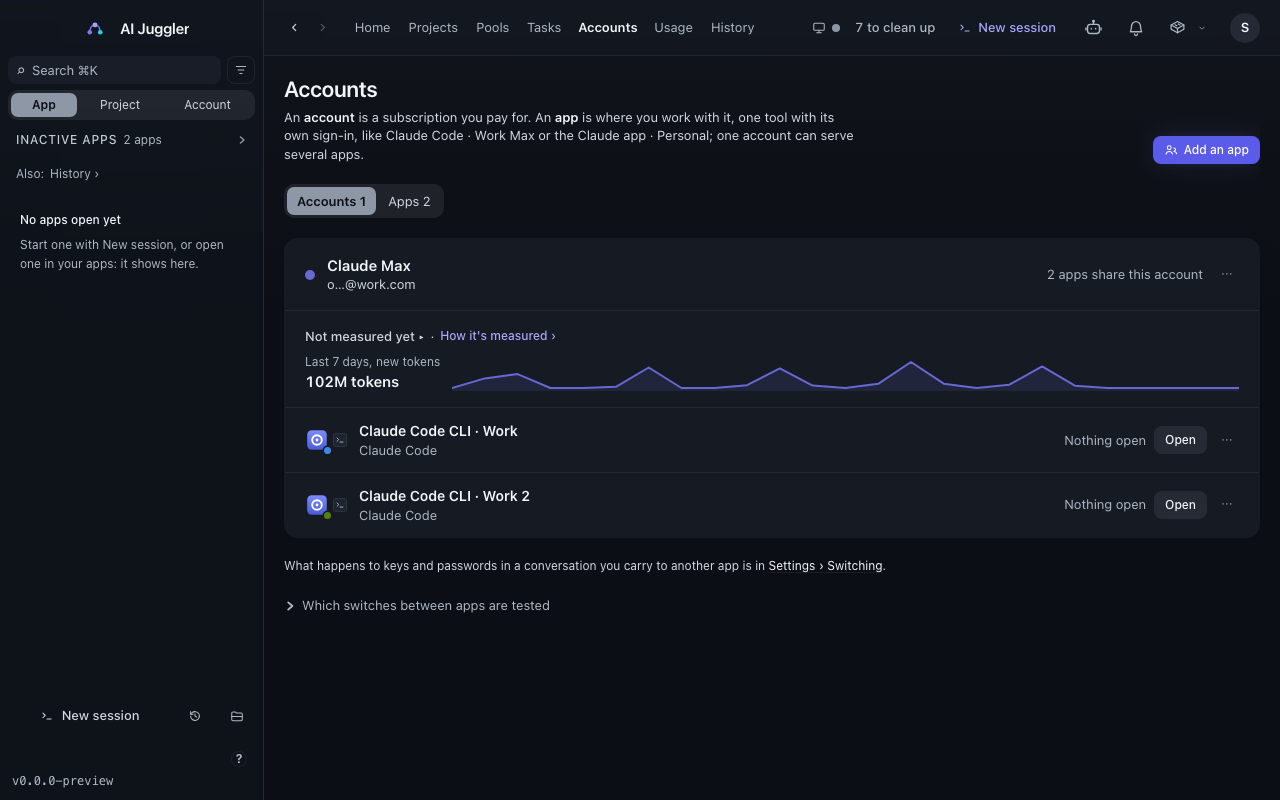 AI Juggler
Search ⌘K
App
Project
Account
INACTIVE APPS 2 apps
Also: History ›
No apps open yet
Start one with New session, or open
one in your apps: it shows here.
New session
?
v0.0.0-preview
Home
Projects
Pools
Tasks
Accounts
Usage
History
7 to clean up
New session
S
Accounts
An account is a subscription you pay for. An app is where you work with it, one tool with its
own sign-in, like Claude Code · Work Max or the Claude app · Personal; one account can serve
several apps.
Add an app
Accounts 1
Apps 2
Claude Max
o...@work.com
2 apps share this account
Not measured yet ▸ · How it's measured ›
Last 7 days, new tokens
102M tokens
Claude Code CLI · Work
Claude Code
Nothing open
Open
Claude Code CLI · Work 2
Claude Code
Nothing open
Open
What happens to keys and passwords in a conversation you carry to another app is in Settings › Switching.
Which switches between apps are tested